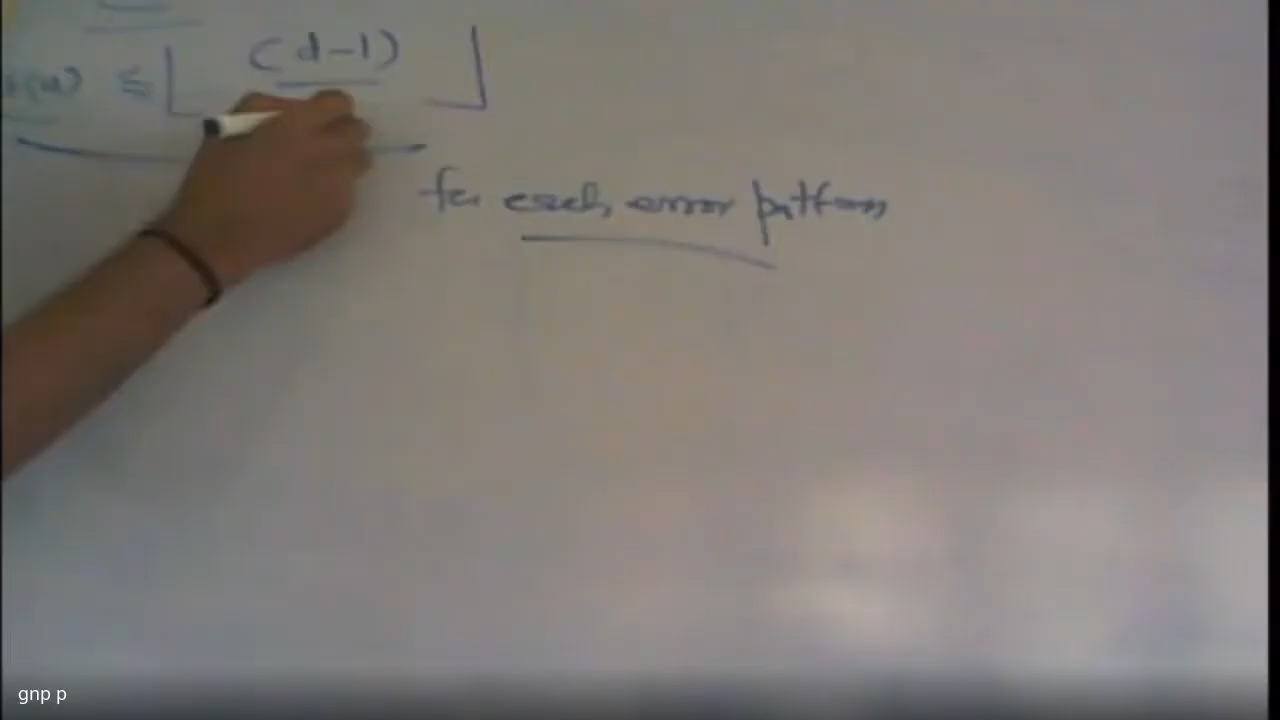 (u) ≤ ⌊ (d-1) ⌋
for each error pattern
gnp p